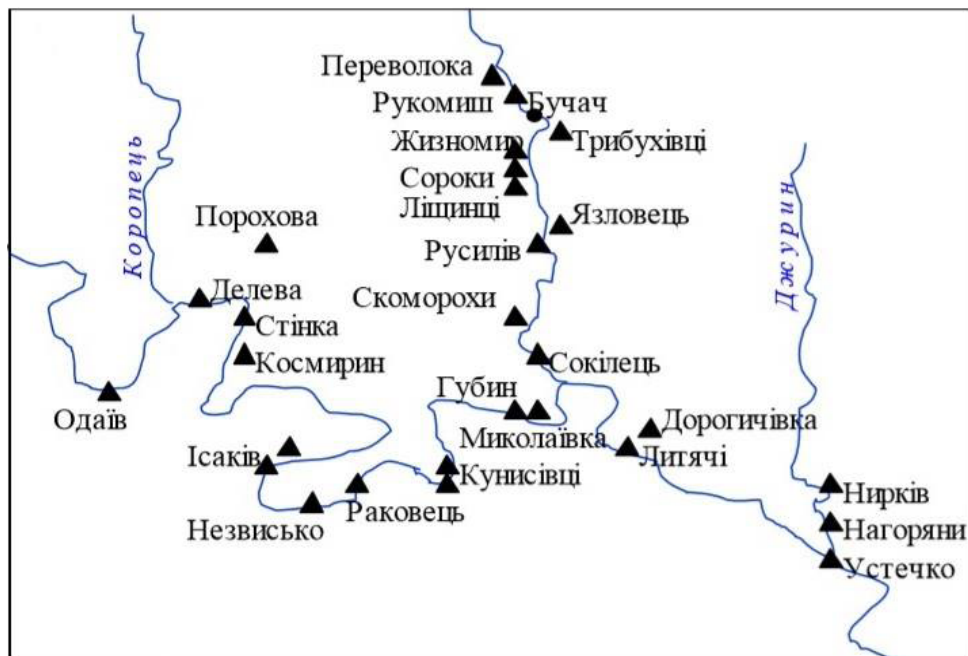 Переволока
Рукомиш
Бучач
Жизномир
Трибухівці
Сороки
Ліщинці
Коропець
Порохова
Язловець
Русилів
Джурин
Делева
Скоморохи
Стінка
Космирин
Сокілець
Губин
Одаїв
Миколаївка
Дорогичівка
Ісаків
Литячі
Кунисівці
Нирків
Незвисько
Раковець
Нагоряни
Устечко